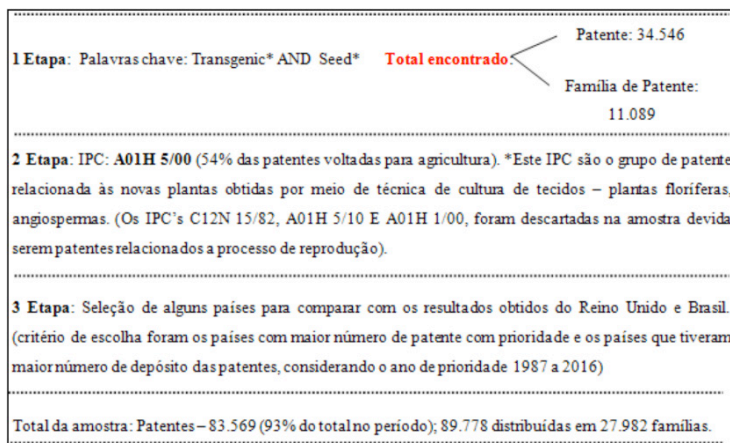 Patente: 34.546
1 Etapa: Palavras chave: Transgenic* AND Seed* Total encontrado:
Família de Patente:
11.089
2 Etapa: IPC: A01H 5/00 (54% das patentes voltadas para agricultura). *Este IPC são o grupo de patente
relacionada às novas plantas obtidas por meio de técnica de cultura de tecidos – plantas floríferas,
angiospermas. (Os IPC's C12N 15/82, A01H 5/10 E A01H 1/00, foram descartadas na amostra devida
serem patentes relacionados a processo de reprodução).
3 Etapa: Seleção de alguns países para comparar com os resultados obtidos do Reino Unido e Brasil.
(critério de escolha foram os países com maior número de patente com prioridade e os países que tiveram
maior número de depósito das patentes, considerando o ano de prioridade 1987 a 2016)
Total da amostra: Patentes – 83.569 (93% do total no período); 89.778 distribuídas em 27.982 famílias.